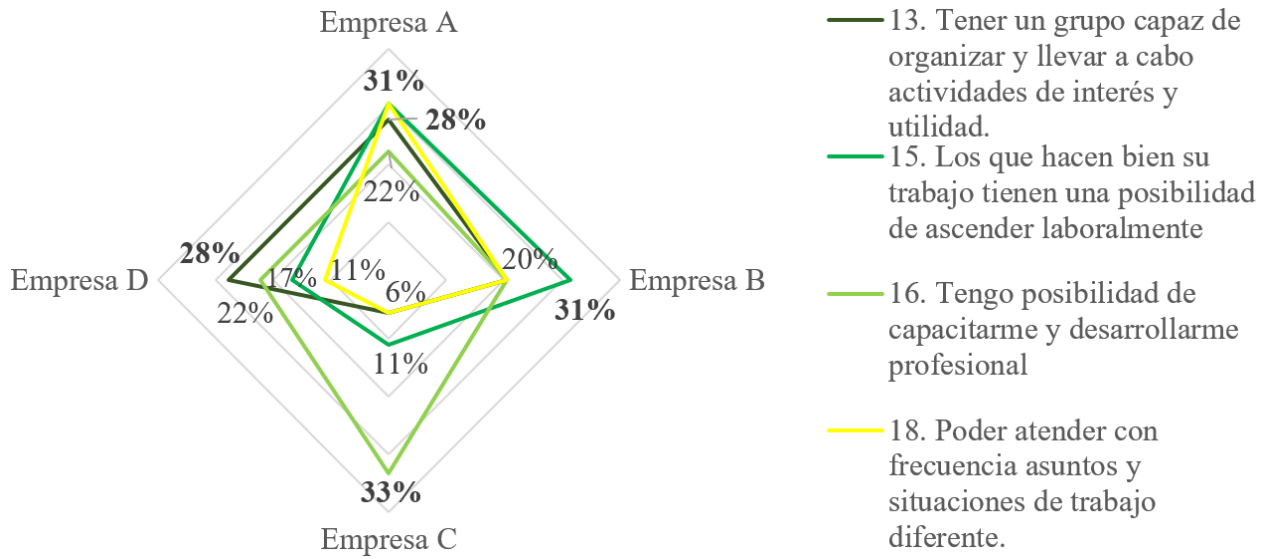 Empresa A
31%
28%
22%
28%
Empresa D
17%
11%
22%
6%
20%
Empresa B
31%
11%
33%
Empresa C
13. Tener un grupo capaz de
organizar y llevar a cabo
actividades de interés y
utilidad.
15. Los que hacen bien su
trabajo tienen una posibilidad
de ascender laboralmente
16. Tengo posibilidad de
capacitarme y desarrollarme
profesional
18. Poder atender con
frecuencia asuntos y
situaciones de trabajo
diferente.